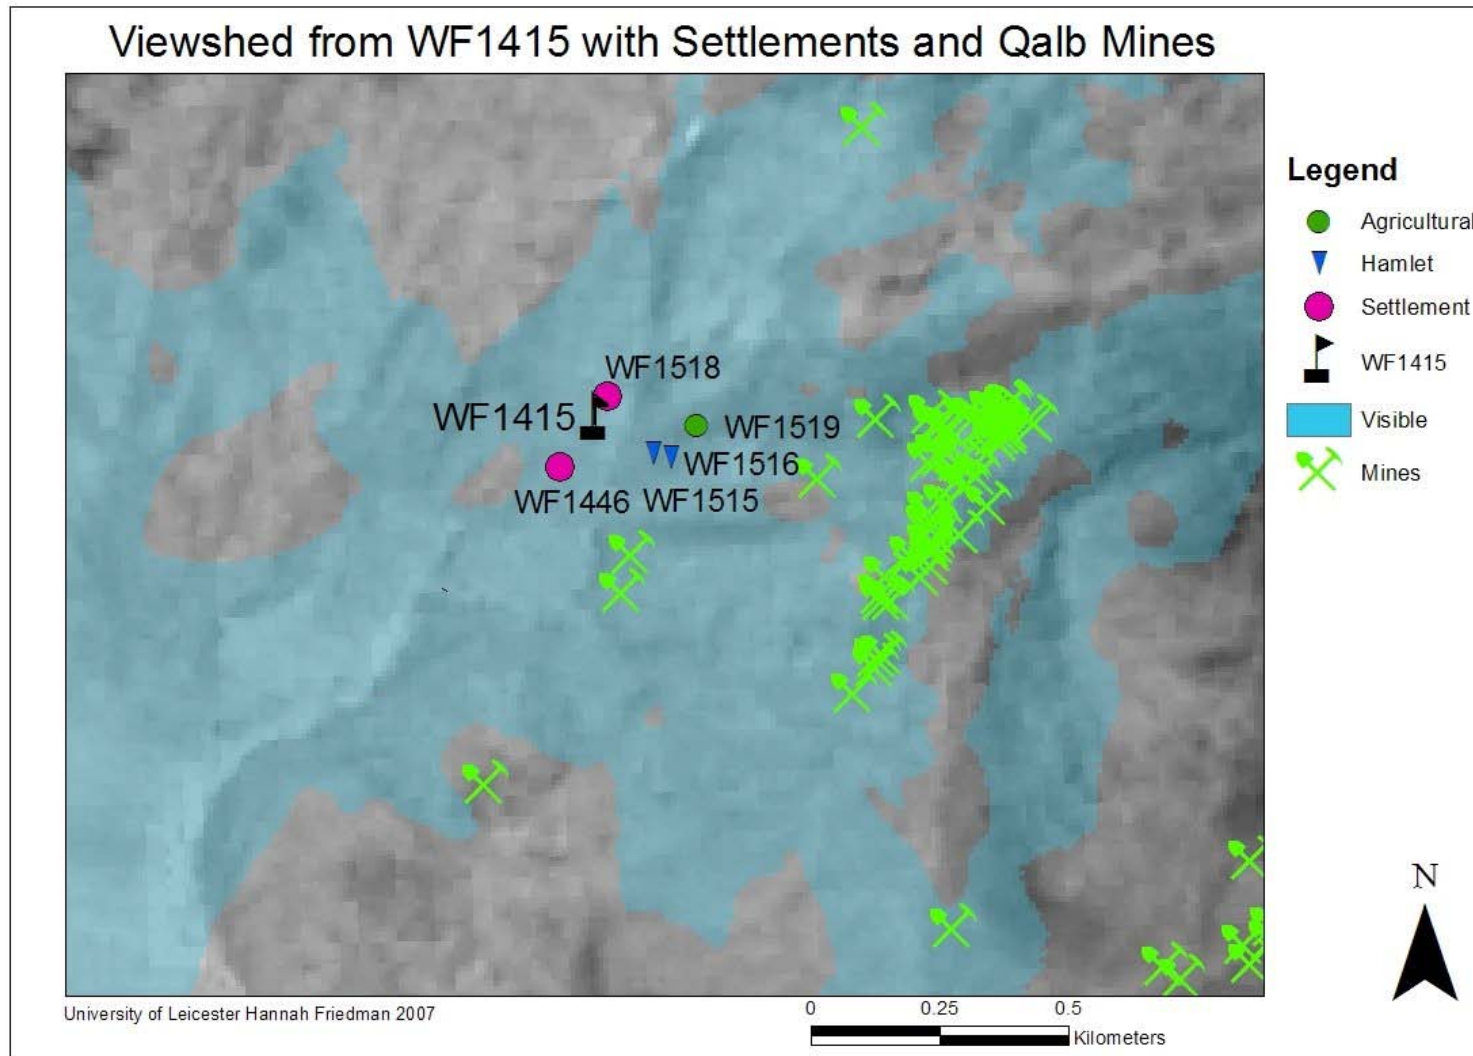 Viewshed from WF1415 with Settlements and Qalb Mines
WF1518
WF1415
WF1519
WF1516
WF1446
WF1515
Legend
Agricultural
Hamlet
Settlement
WF1415
Visible
Mines
N
University of Leicester Hannah Friedman 2007
0 0.25 0.5
Kilometers